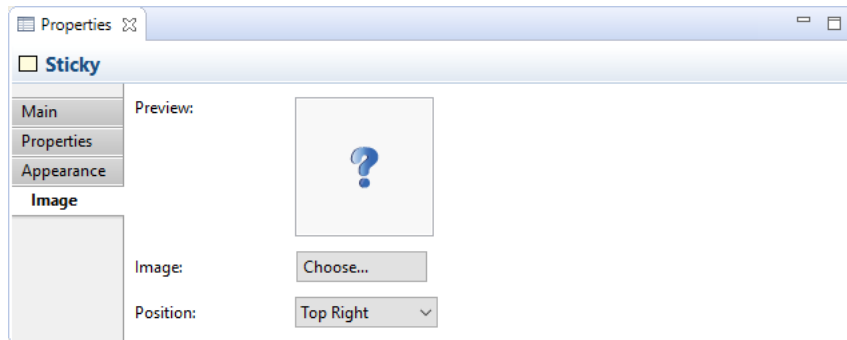 Properties
Sticky
Main
Properties
Appearance
Image
Preview:
?
Image:
Choose...
Position:
Top Right